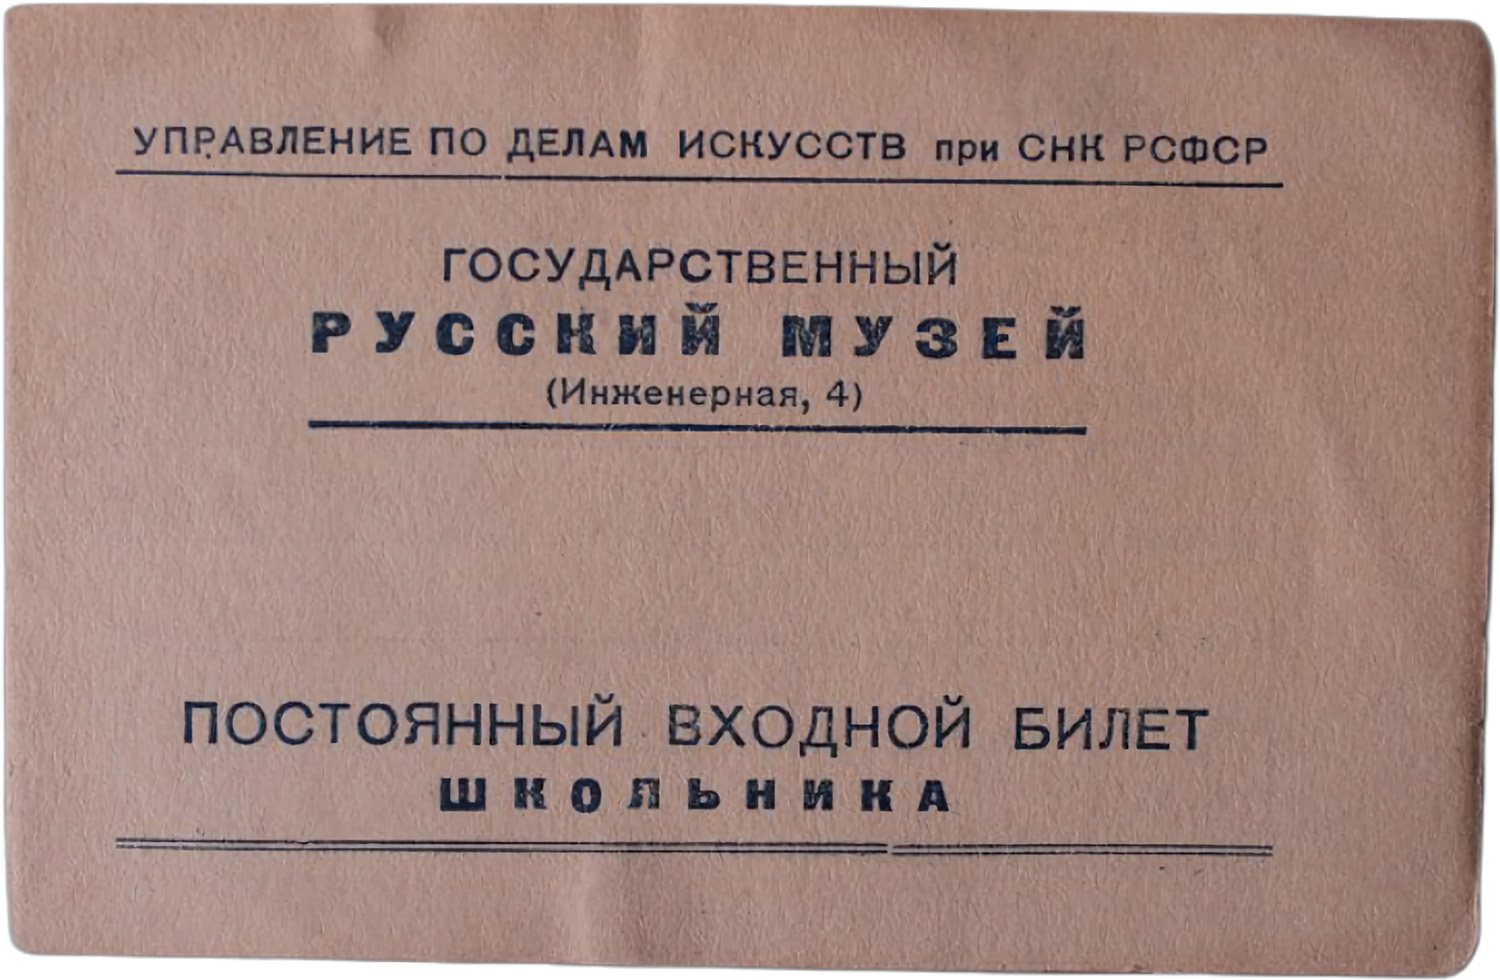 УПРАВЛЕНИЕ ПО ДЕЛАМ ИСКУССТВ при СНК РСФСР
ГОСУДАРСТВЕННЫЙ
РУССКИЙ МУЗЕЙ
(Инженерная, 4)
ПОСТОЯННЫЙ ВХОДНОЙ БИЛЕТ
ШКОЛЬНИКА